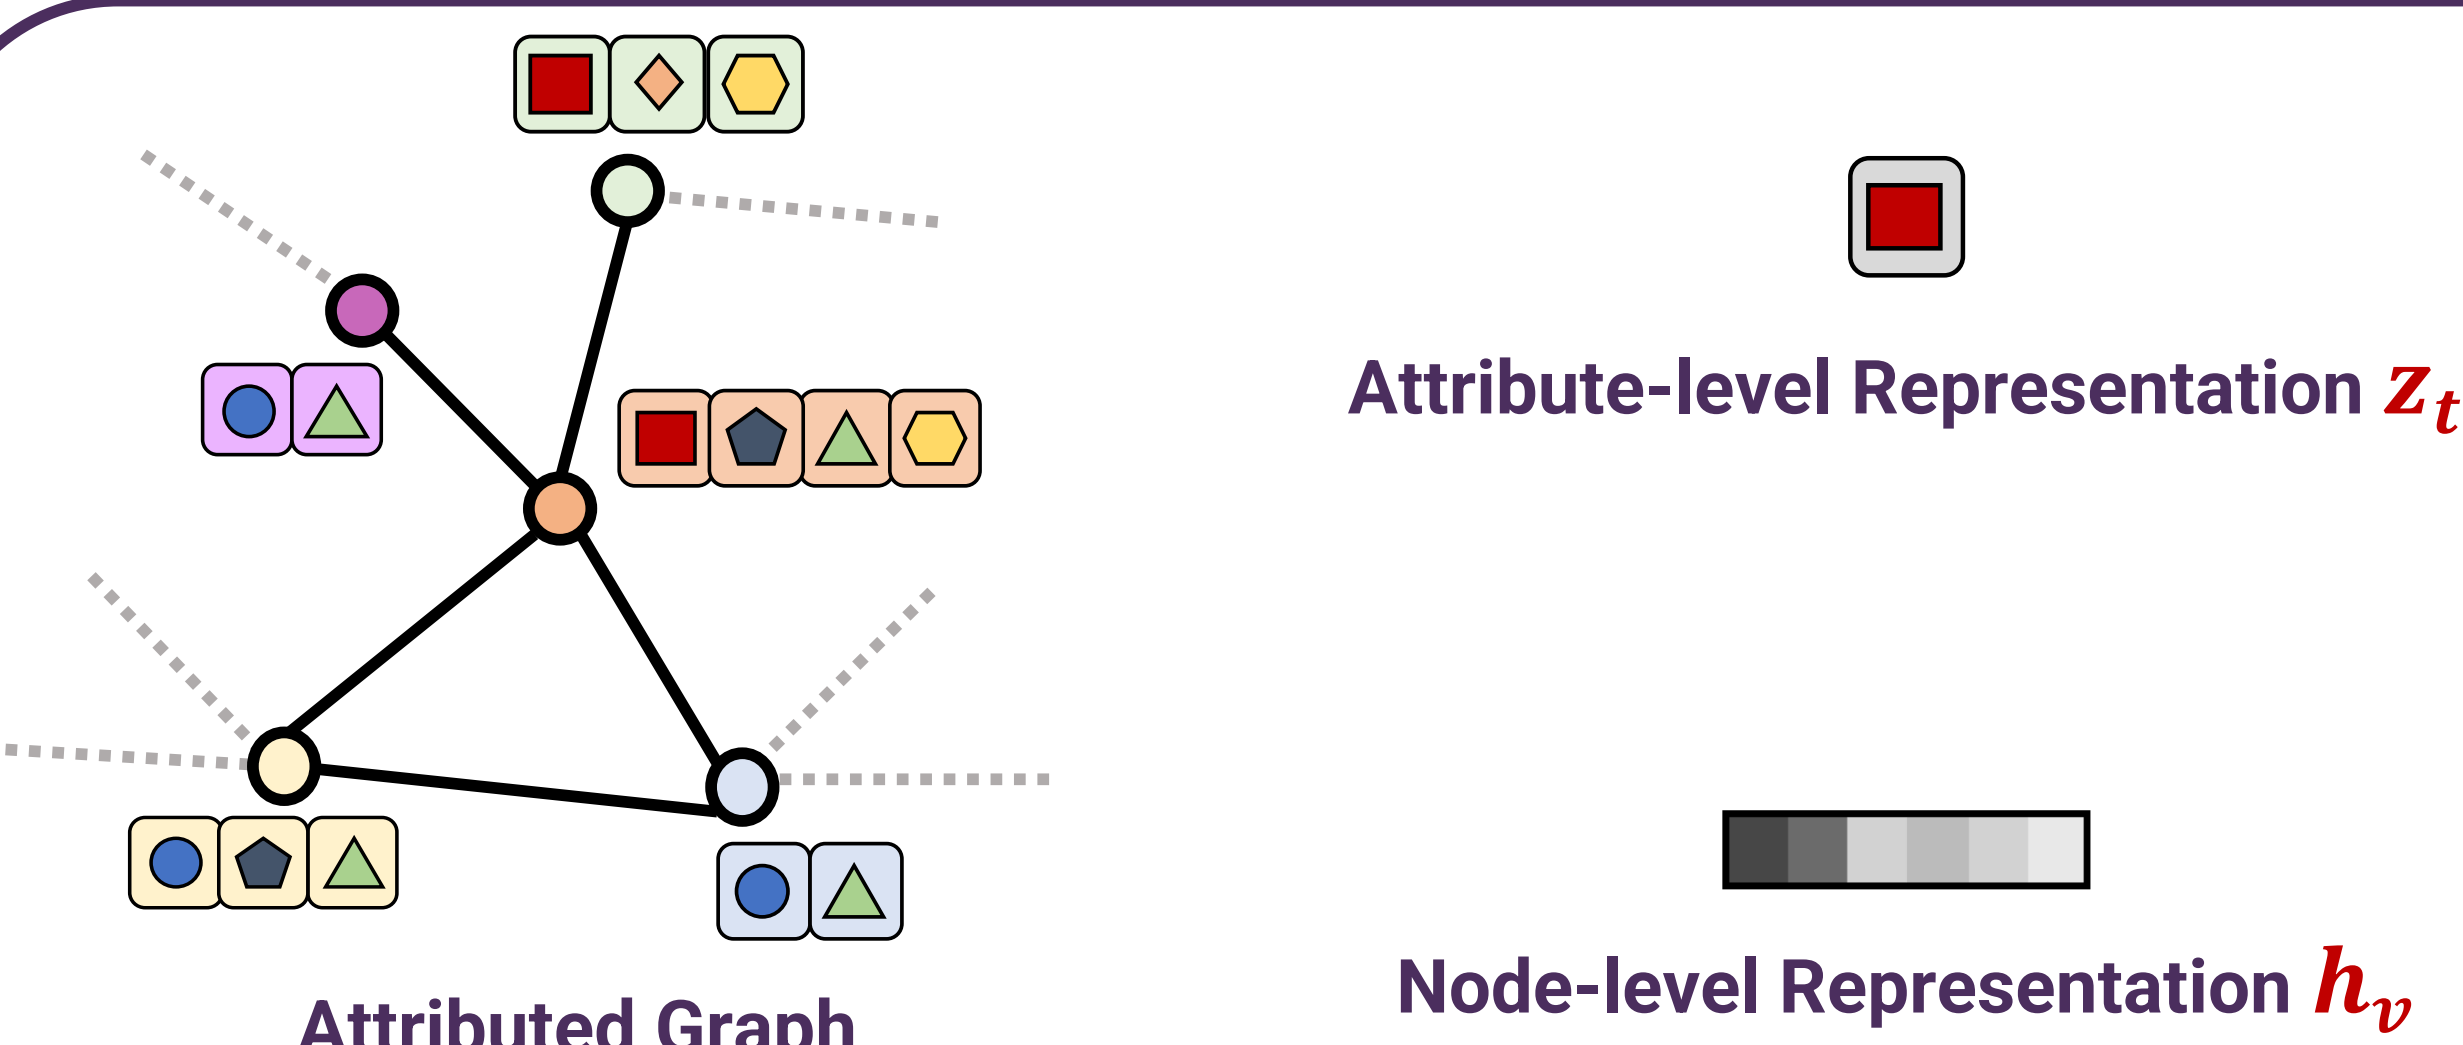 Attribute-level Representation z_t
Node-level Representation h_v
Attributed Graph